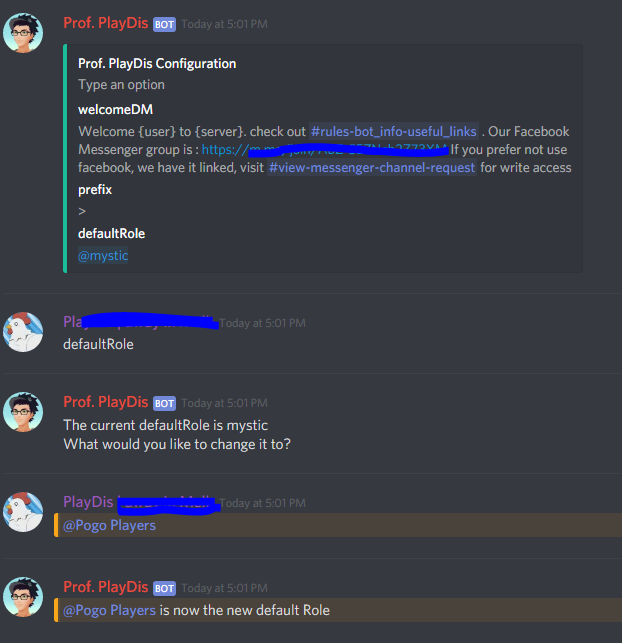 Prof. PlayDis BOT Today at 5:01 PM
Prof. PlayDis Configuration
Type an option
welcomeDM
Welcome {user} to {server}. check out #rules-bot_info-useful_links . Our Facebook
Messenger group is : https:// If you prefer not use
facebook, we have it linked, visit #view-messenger-channel-request for write access
prefix
>
defaultRole
@mystic
Today at 5:01 PM
defaultRole
Prof. PlayDis BOT Today at 5:01 PM
The current defaultRole is mystic
What would you like to change it to?
PlayDis Today at 5:01 PM
@Pogo Players
Prof. PlayDis BOT Today at 5:01 PM
@Pogo Players is now the new default Role